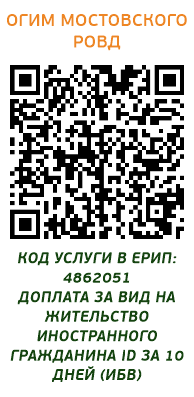 ОГИМ МОСТОВСКОГО
РОВД
КОД УСЛУГИ В ЕРИП:
4862051
ДОПЛАТА ЗА ВИД НА
ЖИТЕЛЬСТВО
ИНОСТРАННОГО
ГРАЖДАНИНА ID ЗА 10
ДНЕЙ (ИБВ)